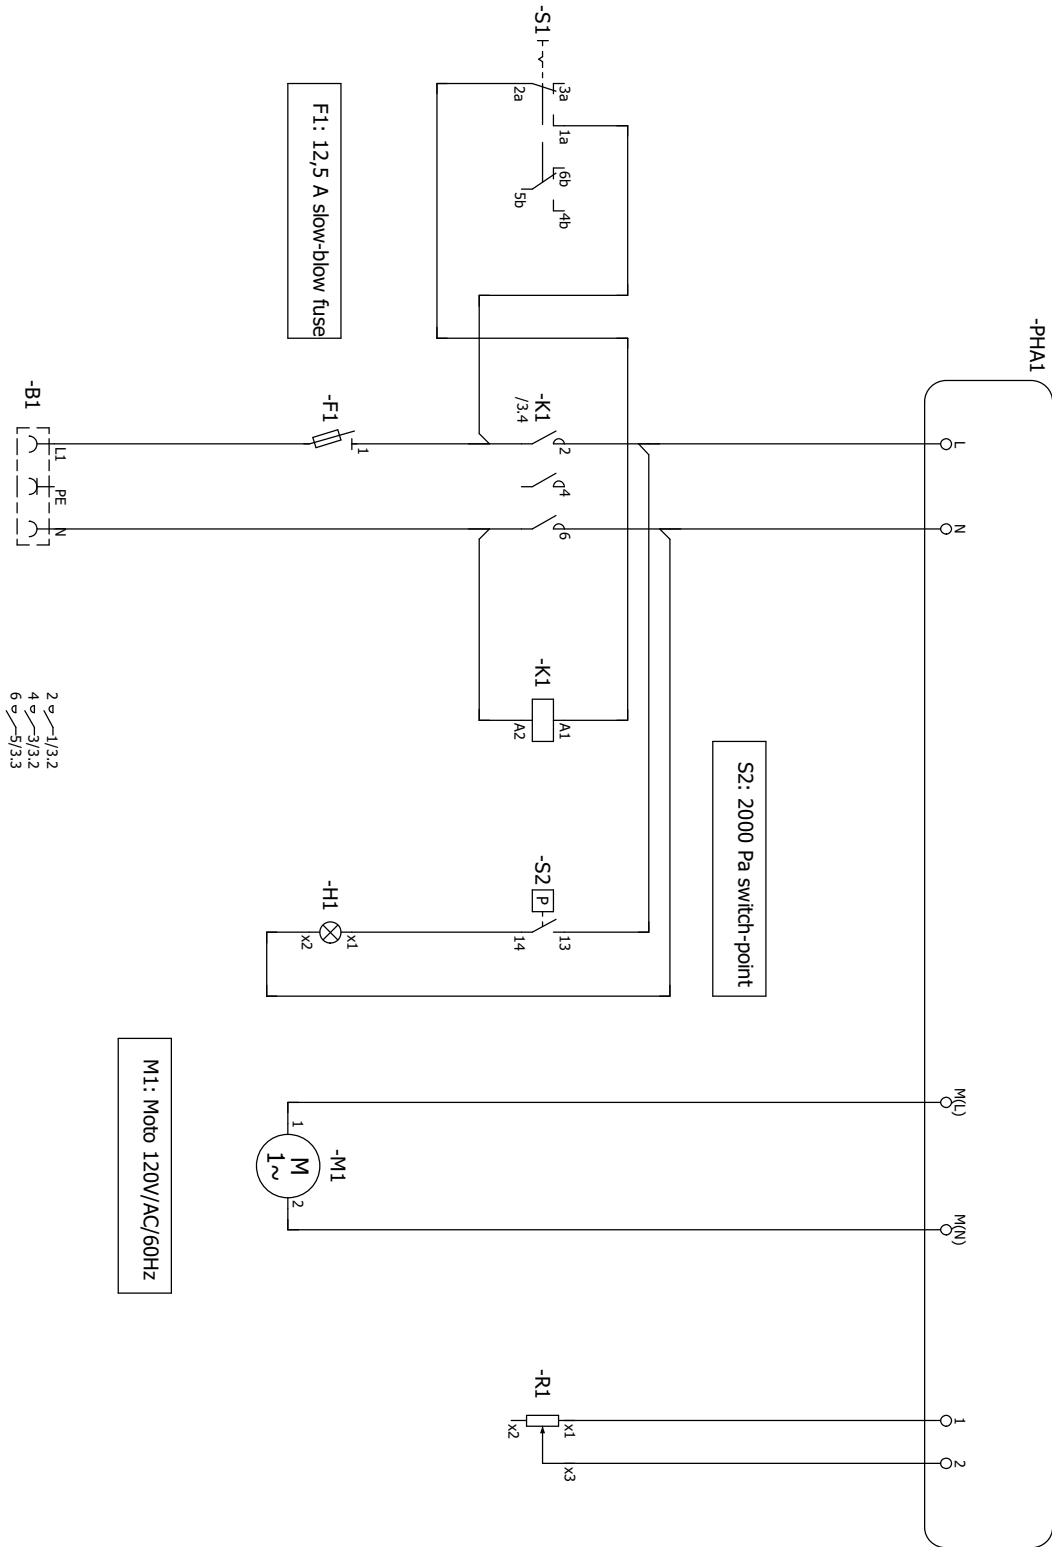 -PHA1
L
N
M(L)
M(N)
1
2
S2: 2000 Pa switch-point
-S1
3a
1a
6b
4b
2a
5b
-K1
/3.4
2
4
6
-K1
A1
A2
-S2
P
13
14
-R1
x1
x3
x2
F1: 12,5 A slow-blow fuse
-F1
1
-H1
x1
x2
-M1
1
M
1~
2
M1: Moto 120V/AC/60Hz
-B1
L1
PE
N
2 1/3.2
4 3/3.2
6 5/3.3